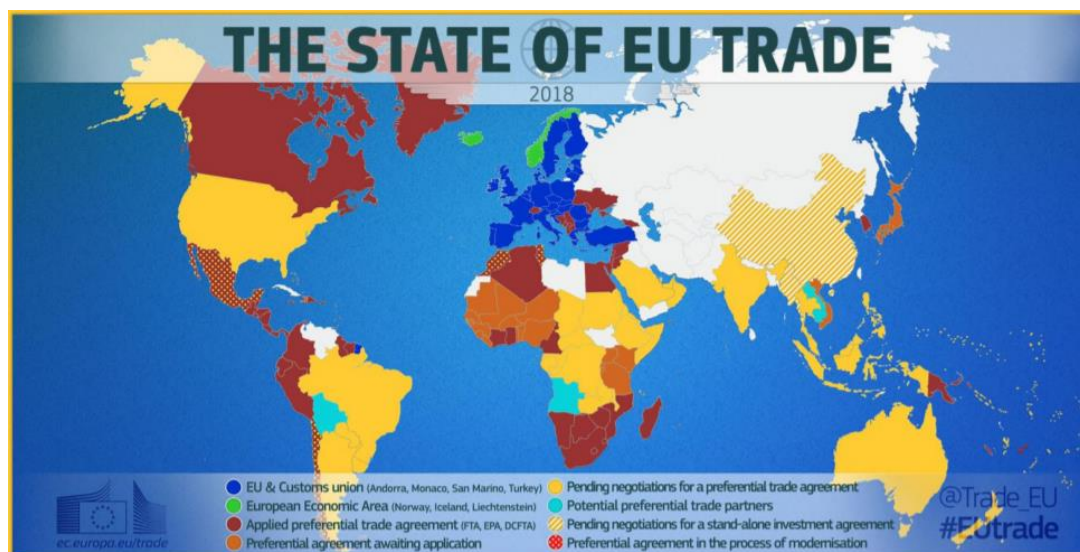 THE STATE OF EU TRADE
2018
EU & Customs union (Andorra, Monaco, San Marino, Turkey)
European Economic Area (Norway, Iceland, Liechtenstein)
Applied preferential trade agreement (FTA, EPA, DCFTA)
Preferential agreement awaiting application
Pending negotiations for a preferential trade agreement
Potential preferential trade partners
Pending negotiations for a stand-alone investment agreement
Preferential agreement in the process of modernisation
ec.europa.eu/trade
@Trade_EU
#EUtrade